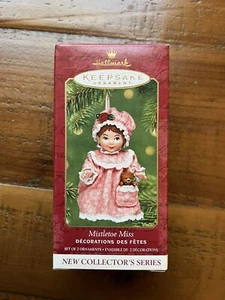 Hallmark
KEEPSAKE
ORNAMENT
Mistletoe Miss
DÉCORATIONS DES FÊTES
SET OF 2 ORNAMENTS • ENSEMBLE DE 2 DÉCORATIONS
NEW COLLECTOR'S SERIES